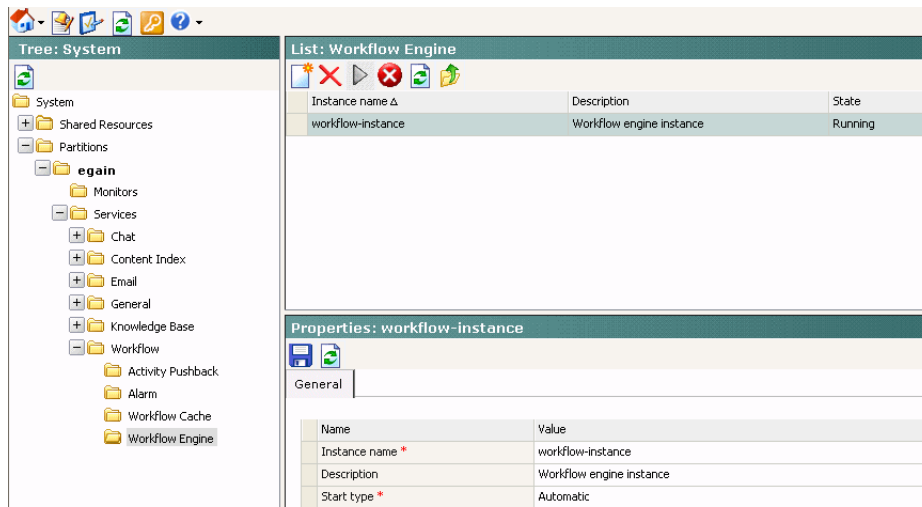 Tree: System
System
Shared Resources
Partitions
egain
Monitors
Services
Chat
Content Index
Email
General
Knowledge Base
Workflow
Activity Pushback
Alarm
Workflow Cache
Workflow Engine
List: Workflow Engine
Instance name Description State
workflow-instance Workflow engine instance Running
Properties: workflow-instance
General
Name Value
Instance name * workflow-instance
Description Workflow engine instance
Start type * Automatic